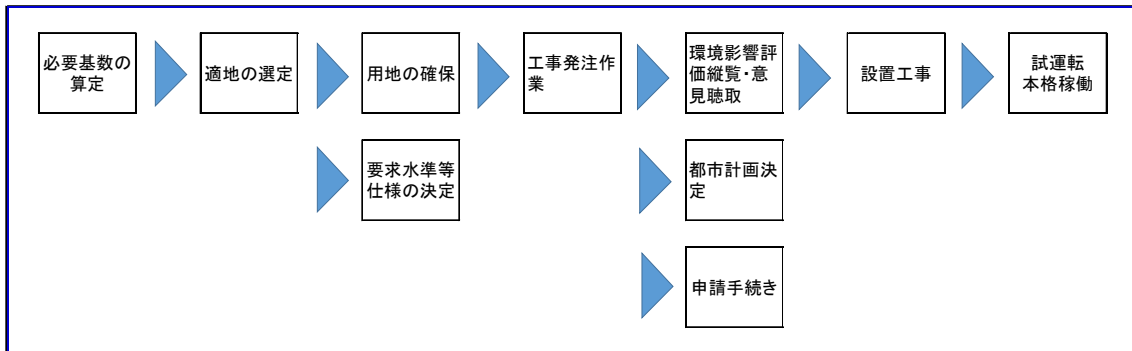 必要基数の
算定
適地の選定
用地の確保
工事発注作
業
環境影響評
価縦覧・意
見聴取
設置工事
試運転
本格稼働
要求水準等
仕様の決定
都市計画決
定
申請手続き